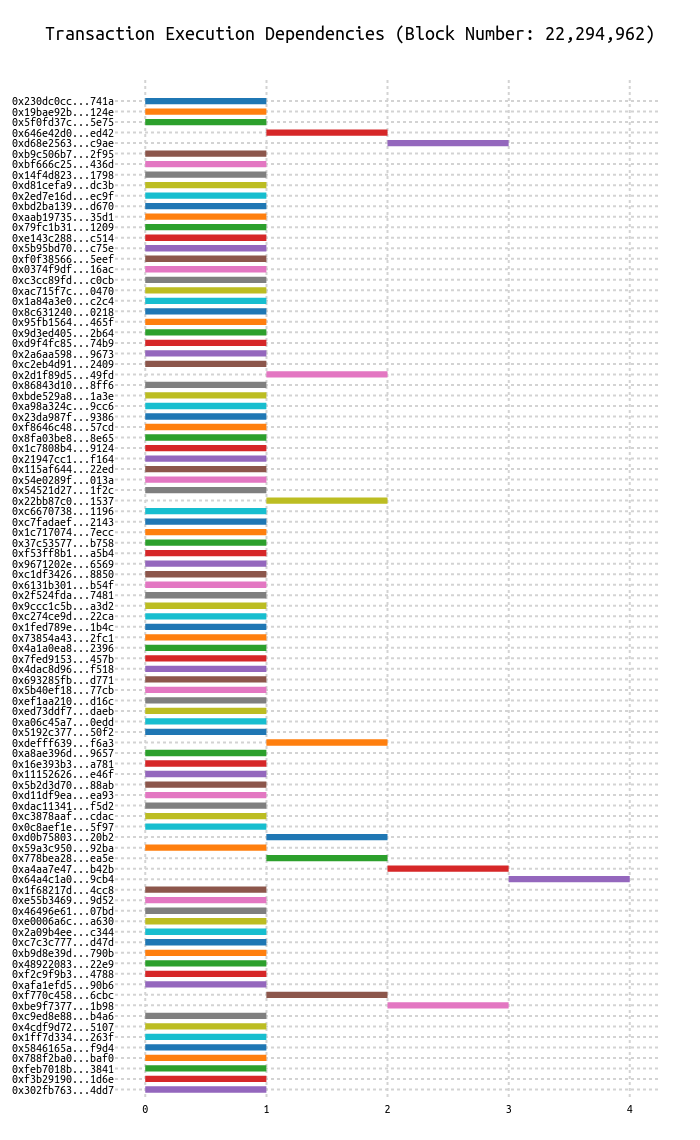 Transaction Execution Dependencies (Block Number: 22,294,962)
0x230dc0cc...741a
0x19bae92b...124e
0x5f0fd37c...5e75
0x646e42d0...ed42
0xd68e2563...c9ae
0xb9c506b7...2f95
0xbf666c25...436d
0x14f4d823...1798
0xd81cefa9...dc3b
0x2ed7e16d...ec9f
0xbd2ba139...d670
0xaab19735...35d1
0x79fc1b31...1209
0xe143c288...c514
0x5b95bd70...c75e
0xf0f38566...5eef
0x0374f9df...16ac
0xc3cc89fd...c0cb
0xac715f7c...0470
0x1a84a3e0...c2c4
0x8c631240...0218
0x95fb1564...465f
0x9d3ed405...2b64
0xd9f4fc85...74b9
0x2a6aa598...9673
0xc2eb4d91...2409
0x2d1f89d5...49fd
0x86843d10...8ff6
0xbde529a8...1a3e
0xa98a324c...9cc6
0x23da987f...9386
0xf8646c48...57cd
0x8fa03be8...8e65
0x1c7808b4...9124
0x21947cc1...f164
0x115af644...22ed
0x54e0289f...013a
0x54521d27...1f2c
0x22bb87c0...1537
0xc6670738...1196
0xc7fadaef...2143
0x1c717074...7ecc
0x37c53577...b758
0xf53ff8b1...a5b4
0x9671202e...6569
0xc1df3426...8850
0x6131b301...b54f
0x2f524fda...7481
0x9ccc1c5b...a3d2
0xc274ce9d...22ca
0x1fed789e...1b4c
0x73854a43...2fc1
0x4a1a0ea8...2396
0x7fed9153...457b
0x4dac8d96...f518
0x693285fb...d771
0x5b40ef18...77cb
0xef1aa210...d16c
0xed73ddf7...daeb
0xa06c45a7...0edd
0x5192c377...50f2
0xdefff639...f6a3
0xa8ae396d...9657
0x16e393b3...a781
0x11152626...e46f
0x5b2d3d70...88ab
0xd11df9ea...ea93
0xdac11341...f5d2
0xc3878aaf...cdac
0x0c8aef1e...5f97
0xd0b75803...20b2
0x59a3c950...92ba
0x778bea28...ea5e
0xa4aa7e47...b42b
0x64a4c1a0...9cb4
0x1f68217d...4cc8
0xe55b3469...9d52
0x46496e61...07bd
0xe0006a6c...a630
0x2a09b4ee...c344
0xc7c3c777...d47d
0xb9d8e39d...790b
0x48922083...22e9
0xf2c9f9b3...4788
0xafa1efd5...90b6
0xf770c458...6cbc
0xbe9f7377...1b98
0xc9ed8e88...b4a6
0x4cdf9d72...5107
0x1ff7d334...263f
0x5846165a...f9d4
0x788f2ba0...baf0
0xfeb7018b...3841
0xf3b29190...1d6e
0x302fb763...4dd7
0 1 2 3 4